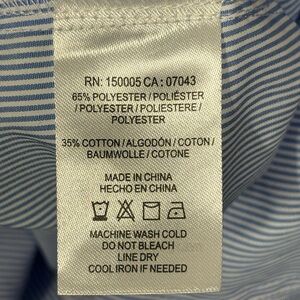 RN: 150005 CA: 07043
65% POLYESTER / POLIÉSTER
/ POLYESTER / POLIESTERE /
POLYESTER
35% COTTON / ALGODÓN / COTON /
BAUMWOLLE / COTONE
MADE IN CHINA
HECHO EN CHINA
MACHINE WASH COLD
DO NOT BLEACH
LINE DRY
COOL IRON IF NEEDED